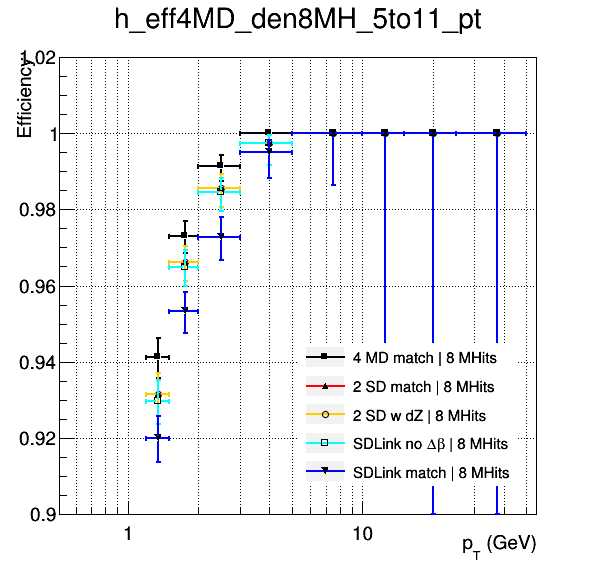 h_eff4MD_den8MH_5to11_pt
Efficiency
1.02
1
0.98
0.96
0.94
0.92
0.9
4 MD match | 8 MHits
2 SD match | 8 MHits
2 SD w dZ | 8 MHits
SDLink no Δβ | 8 MHits
SDLink match | 8 MHits
1
10
p_T (GeV)